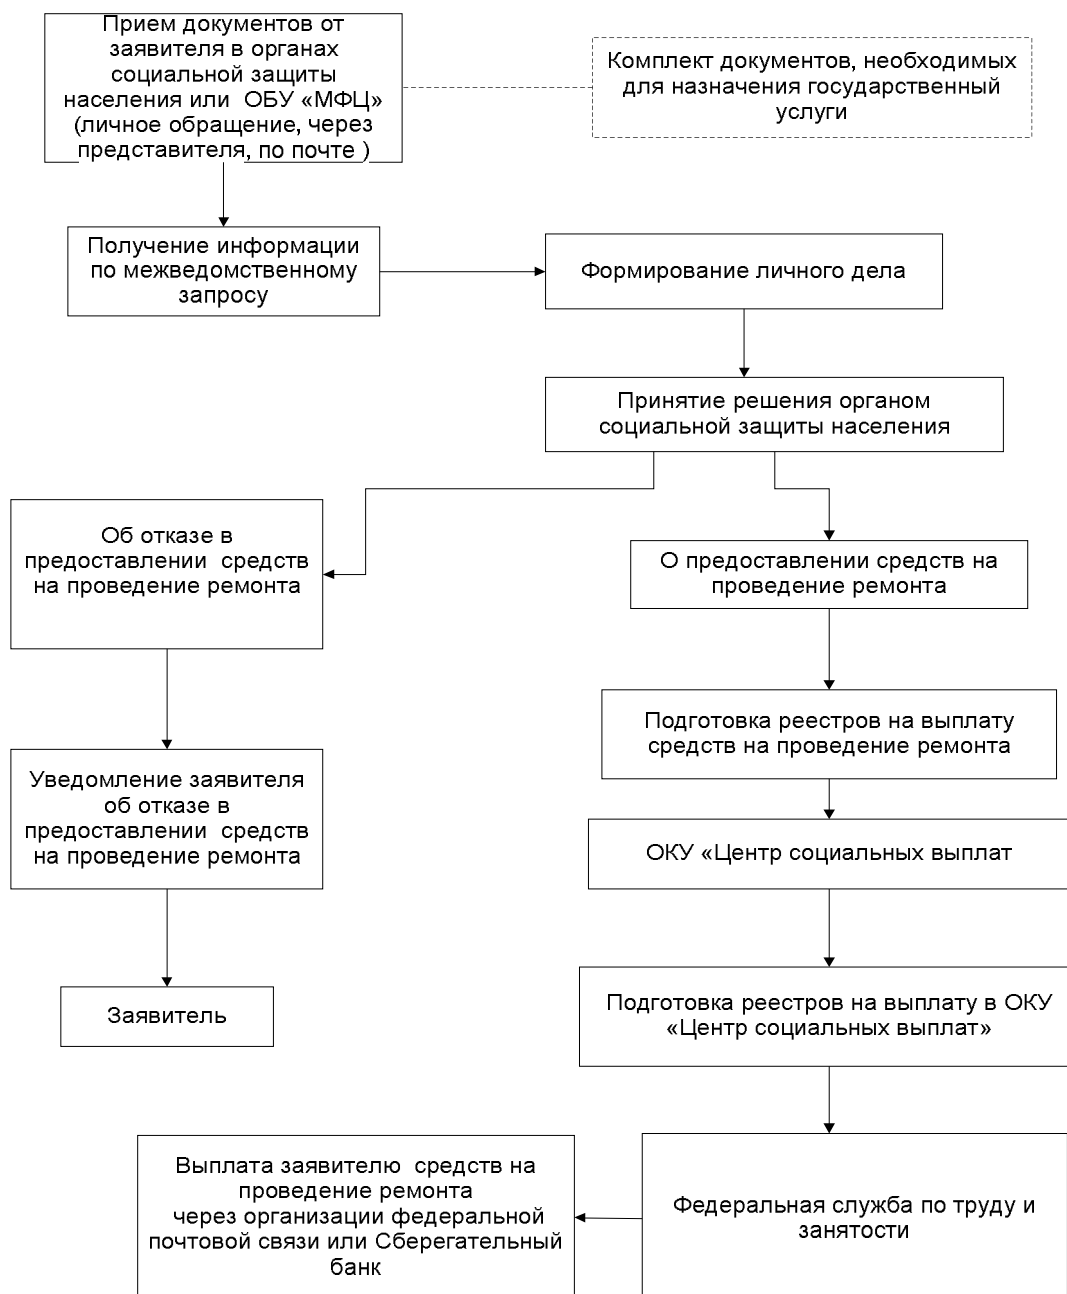 Прием документов от
заявителя в органах
социальной защиты
населения или ОБУ «МФЦ»
(личное обращение, через
представителя, по почте )
Комплект документов, необходимых
для назначения государственный
услуги
Получение информации
по межведомственному
запросу
Формирование личного дела
Принятие решения органом
социальной защиты населения
Об отказе в
предоставлении средств
на проведение ремонта
О предоставлении средств на
проведение ремонта
Подготовка реестров на выплату
средств на проведение ремонта
Уведомление заявителя
об отказе в
предоставлении средств
на проведение ремонта
ОКУ «Центр социальных выплат
Заявитель
Подготовка реестров на выплату в ОКУ
«Центр социальных выплат»
Выплата заявителю средств на
проведение ремонта
через организации федеральной
почтовой связи или Сберегательный
банк
Федеральная служба по труду и
занятости